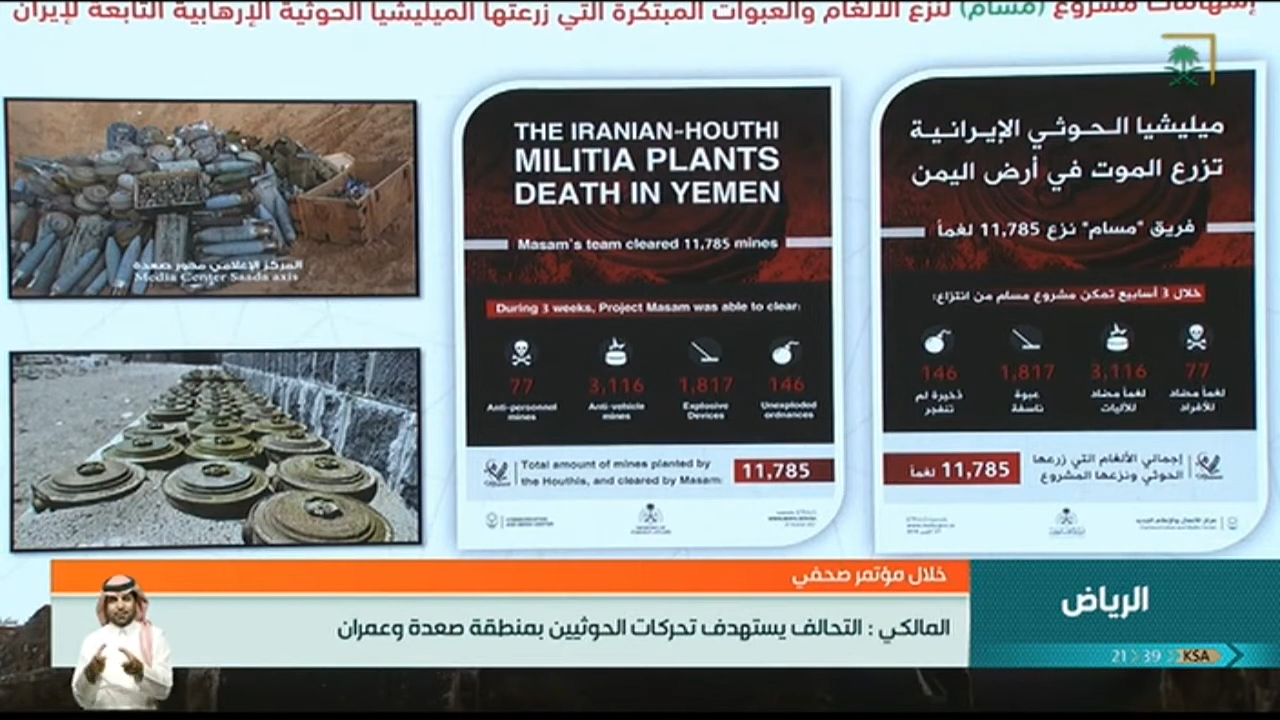 إسهامات مشروع (مسام) لنزع الألغام والعبوات المبتكرة التي زرعتها الميليشيا الحوثية الإرهابية التابعة لإيران
المركز الإعلامي محور صعدة
Media Center Saada axis
THE IRANIAN-HOUTHI
MILITIA PLANTS
DEATH IN YEMEN
Masam's team cleared 11,785 mines
During 3 weeks, Project Masam was able to clear:
77
Anti-personnel
mines
3,116
Anti-vehicle
mines
1,817
Explosive
Devices
146
Unexploded
ordnances
Total amount of mines planted by
the Houthis, and cleared by Masam:
11,785
ميليشيا الحوثي الإيرانية
تزرع الموت في أرض اليمن
فريق "مسام" نزع 11,785 لغماً
خلال 3 أسابيع تمكن مشروع مسام من انتزاع:
77
لغماً مضاد
للأفراد
3,116
لغماً مضاد
للآليات
1,817
عبوة
ناسفة
146
ذخيرة لم
تنفجر
إجمالي الألغام التي زرعها
الحوثي ونزعها المشروع
11,785 لغماً
خلال مؤتمر صحفي
المالكي : التحالف يستهدف تحركات الحوثيين بمنطقة صعدة وعمران
الرياض
21 39 KSA